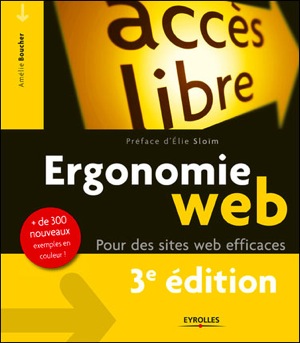 Amélie Boucher
accès
libre
Préface d'Élie Sloïm
Ergonomie
web
+ de 300
nouveaux
exemples en
couleur !
Pour des sites web efficaces
3e édition
EYROLLES